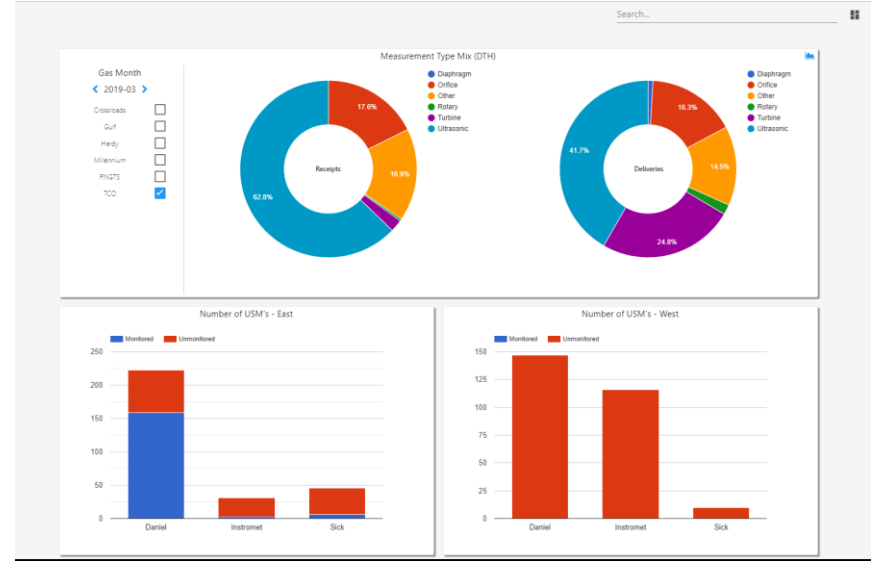 Search...
Measurement Type Mix (DTH)
Gas Month
2019-03
Crossroads
Gulf
Hardy
Millennium
PNGTS
TCO
Receipts
17.6%
16.9%
62.8%
Diaphragm
Orifice
Other
Rotary
Turbine
Ultrasonic
Deliveries
16.3%
14.5%
24.8%
41.7%
Diaphragm
Orifice
Other
Rotary
Turbine
Ultrasonic
Number of USM's - East
Monitored Unmonitored
250
200
150
100
50
0
Daniel Instromet Sick
Number of USM's - West
Monitored Unmonitored
150
125
100
75
50
25
0
Daniel Instromet Sick